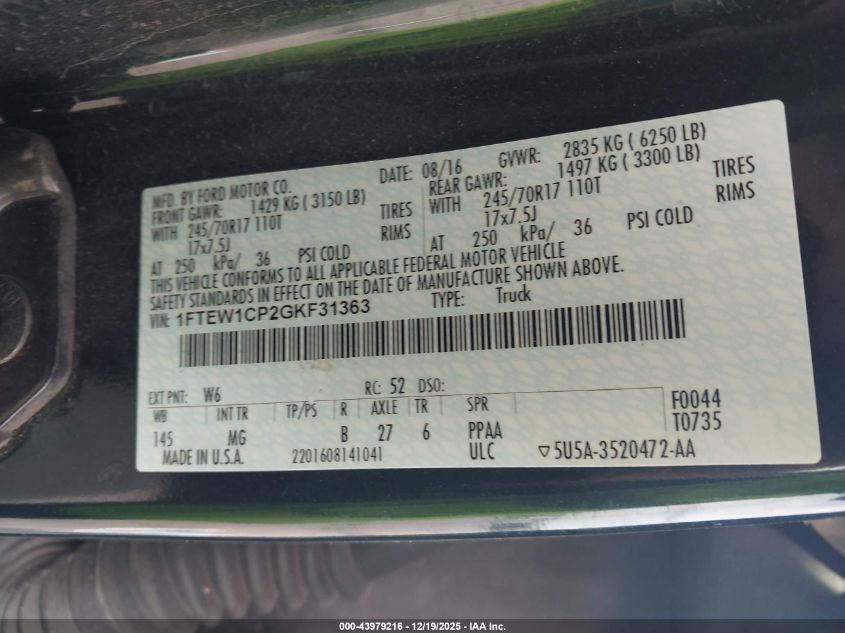 MFD. BY FORD MOTOR CO.
DATE: 08/16 GVWR: 2835 KG ( 6250 LB)
FRONT GAWR: 1429 KG ( 3150 LB)
REAR GAWR: 1497 KG ( 3300 LB)
WITH 245/70R17 110T TIRES
WITH 245/70R17 110T TIRES
17x7.5J RIMS
17x7.5J RIMS
AT 250 kPa/ 36 PSI COLD
AT 250 kPa/ 36 PSI COLD
THIS VEHICLE CONFORMS TO ALL APPLICABLE FEDERAL MOTOR VEHICLE
SAFETY STANDARDS IN EFFECT ON THE DATE OF MANUFACTURE SHOWN ABOVE.
VIN: 1FTEW1CP2GKF31363 TYPE: Truck
EXT PNT: W6 RC: 52 DSO:
WB INT TR TP/PS R AXLE TR SPR F0044
145 MG B 27 6 PPAA T0735
MADE IN U.S.A. 2201608141041 ULC ▽5U5A-3520472-AA
000-43979216 - 12/19/2025 - IAA Inc.